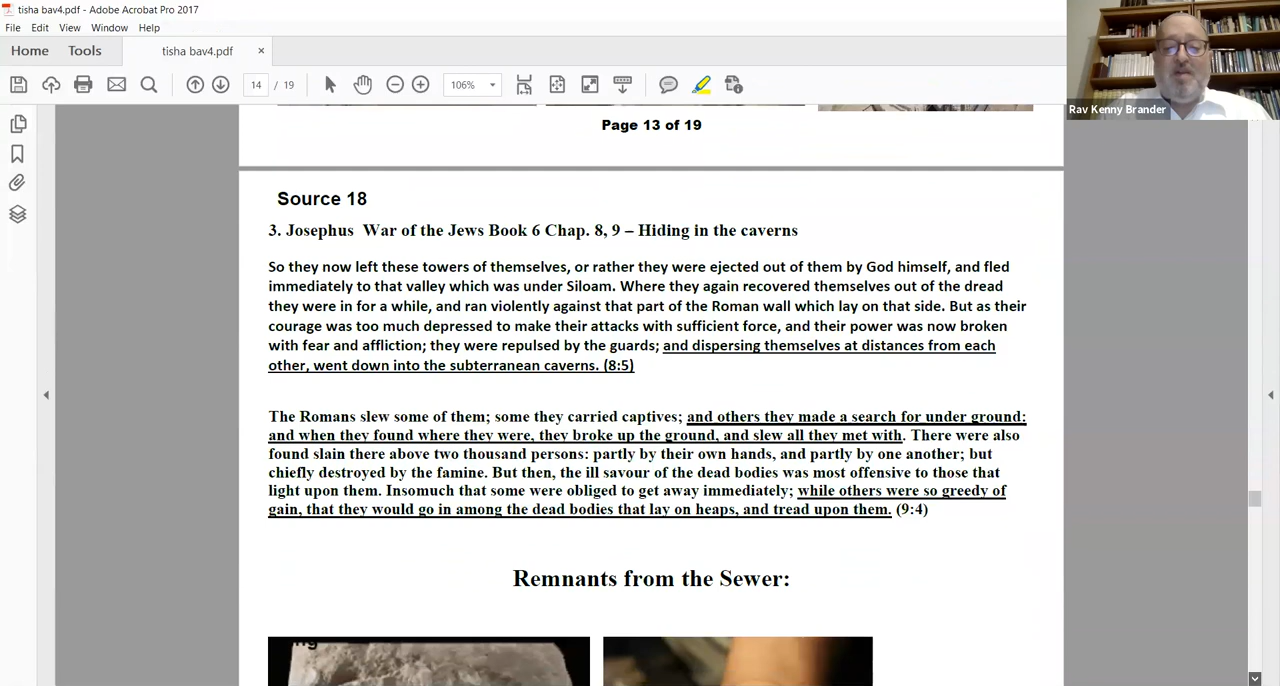 tisha bav4.pdf - Adobe Acrobat Pro 2017
File Edit View Window Help
Home Tools tisha bav4.pdf ×
14 / 19 106%
Rav Kenny Brander
Page 13 of 19
Source 18
3. Josephus War of the Jews Book 6 Chap. 8, 9 – Hiding in the caverns
So they now left these towers of themselves, or rather they were ejected out of them by God himself, and fled
immediately to that valley which was under Siloam. Where they again recovered themselves out of the dread
they were in for a while, and ran violently against that part of the Roman wall which lay on that side. But as their
courage was too much depressed to make their attacks with sufficient force, and their power was now broken
with fear and affliction; they were repulsed by the guards; and dispersing themselves at distances from each
other, went down into the subterranean caverns. (8:5)
The Romans slew some of them; some they carried captives; and others they made a search for under ground;
and when they found where they were, they broke up the ground, and slew all they met with. There were also
found slain there above two thousand persons: partly by their own hands, and partly by one another; but
chiefly destroyed by the famine. But then, the ill savour of the dead bodies was most offensive to those that
light upon them. Insomuch that some were obliged to get away immediately; while others were so greedy of
gain, that they would go in among the dead bodies that lay on heaps, and tread upon them. (9:4)
Remnants from the Sewer: